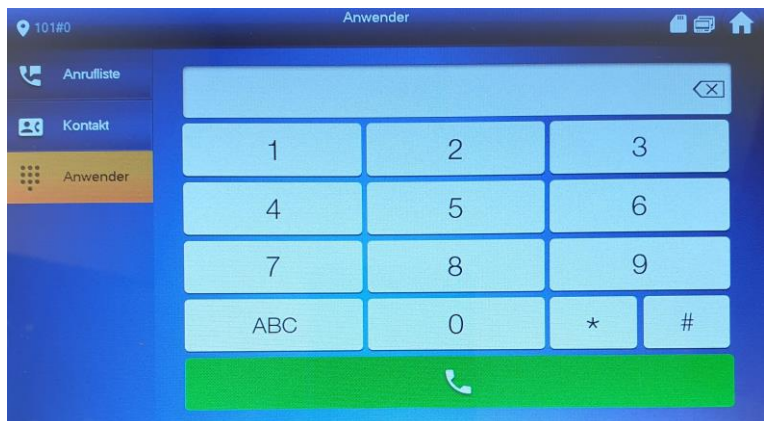 101#0
Anwender
Anrufliste
Kontakt
Anwender
1 2 3
4 5 6
7 8 9
ABC 0 * #